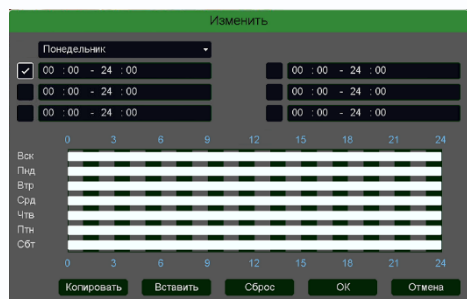 Изменить
Понедельник
00 : 00 - 24 : 00 00 : 00 - 24 : 00
00 : 00 - 24 : 00 00 : 00 - 24 : 00
00 : 00 - 24 : 00 00 : 00 - 24 : 00
0 3 6 9 12 15 18 21 24
Вск
Пнд
Втр
Срд
Чтв
Птн
Сбт
0 3 6 9 12 15 18 21 24
Копировать Вставить Сброс OK Отмена